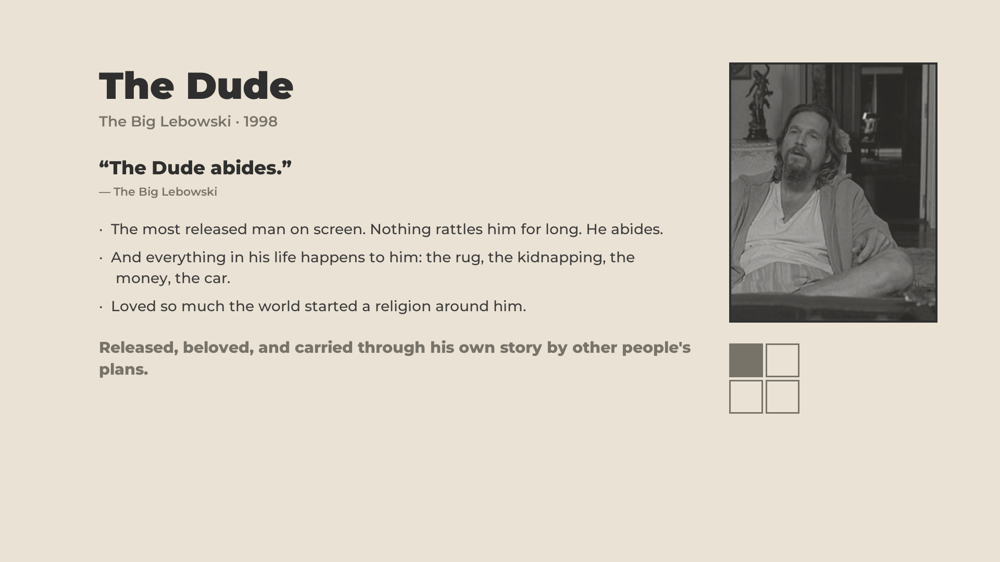 The Dude
The Big Lebowski · 1998
“The Dude abides.”
— The Big Lebowski
· The most released man on screen. Nothing rattles him for long. He abides.
· And everything in his life happens to him: the rug, the kidnapping, the
money, the car.
· Loved so much the world started a religion around him.
Released, beloved, and carried through his own story by other people's
plans.